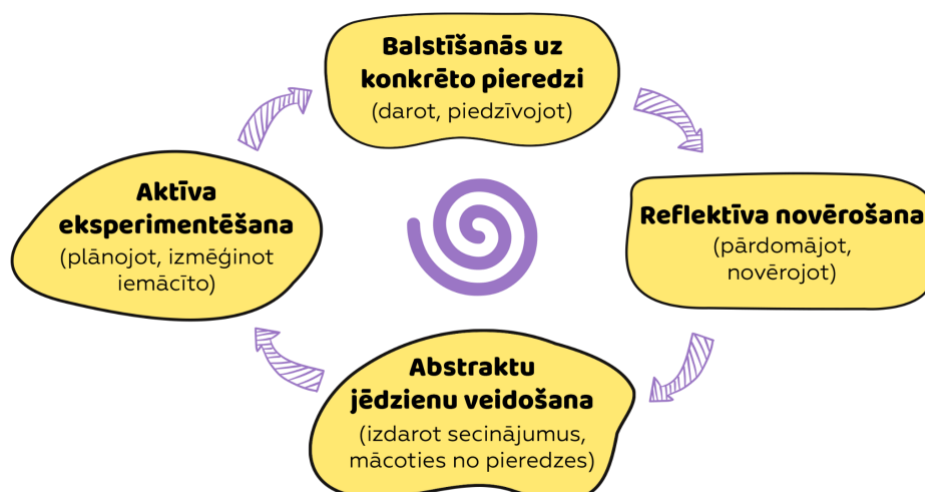 Balstīšanās uz
konkrēto pieredzi
(darot, piedzīvojot)
Reflektīva novērošana
(pārdomājot,
novērojot)
Abstraktu
jēdzienu veidošana
(izdarot secinājumus,
mācoties no pieredzes)
Aktīva
eksperimentēšana
(plānojot, izmēģinot
iemācīto)